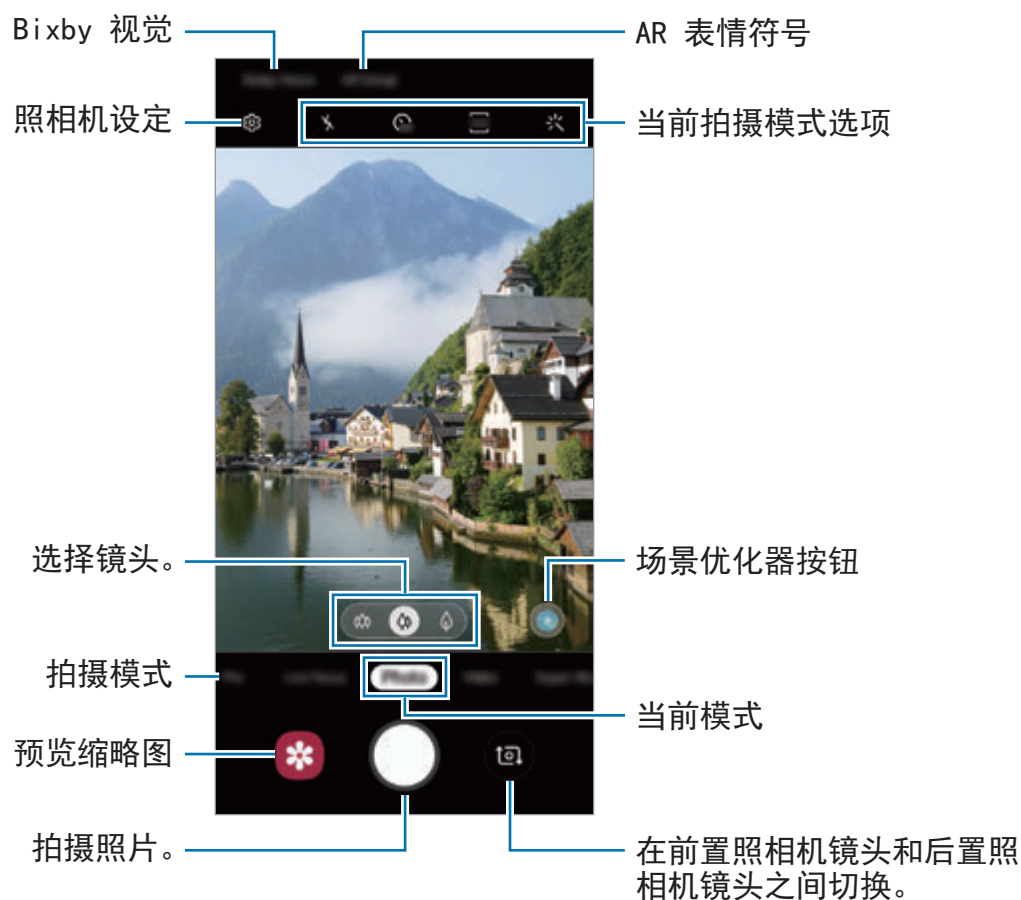 Bixby 视觉
AR 表情符号
照相机设定
当前拍摄模式选项
选择镜头。
场景优化器按钮
拍摄模式
Photo
当前模式
预览缩略图
拍摄照片。
在前置照相机镜头和后置照
相机镜头之间切换。